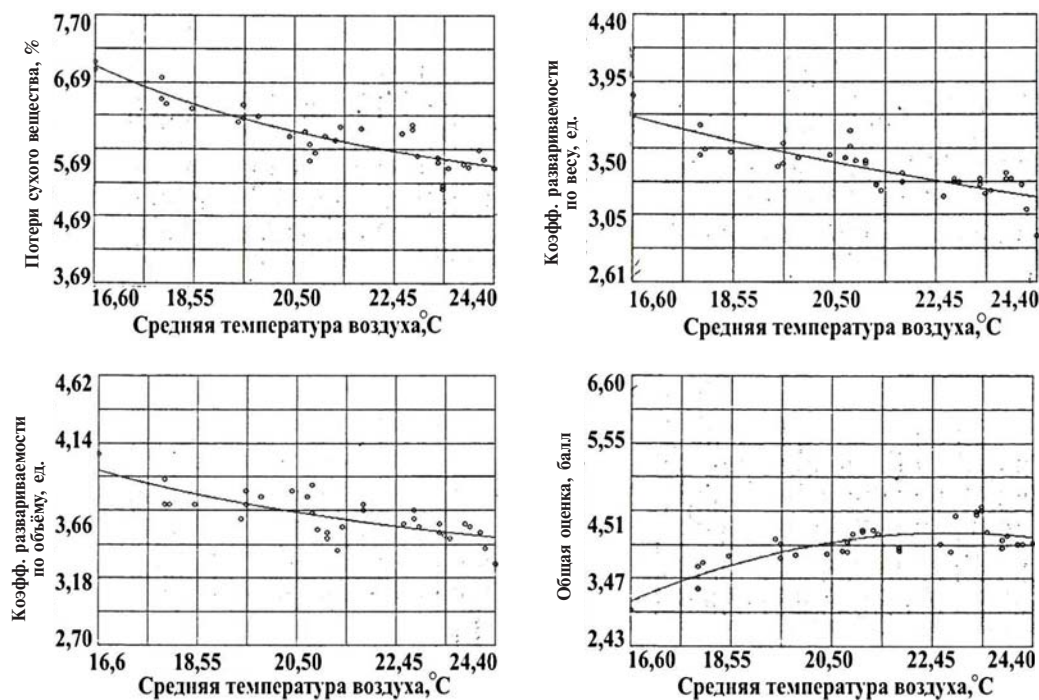 Потери сухого вещества, %
7,70
6,69
5,69
4,69
3,69
16,60 18,55 20,50 22,45 24,40
Средняя температура воздуха,°С
Коэфф. развариваемости
по весу, ед.
4,40
3,95
3,50
3,05
2,61
16,60 18,55 20,50 22,45 24,40
Средняя температура воздуха,°С
Коэфф. развариваемости
по объёму, ед.
4,62
4,14
3,66
3,18
2,70
16,6 18,55 20,50 22,45 24,40
Средняя температура воздуха,°С
Общая оценка, балл
6,60
5,55
4,51
3,47
2,43
16,60 18,55 20,50 22,45 24,40
Средняя температура воздуха,°С